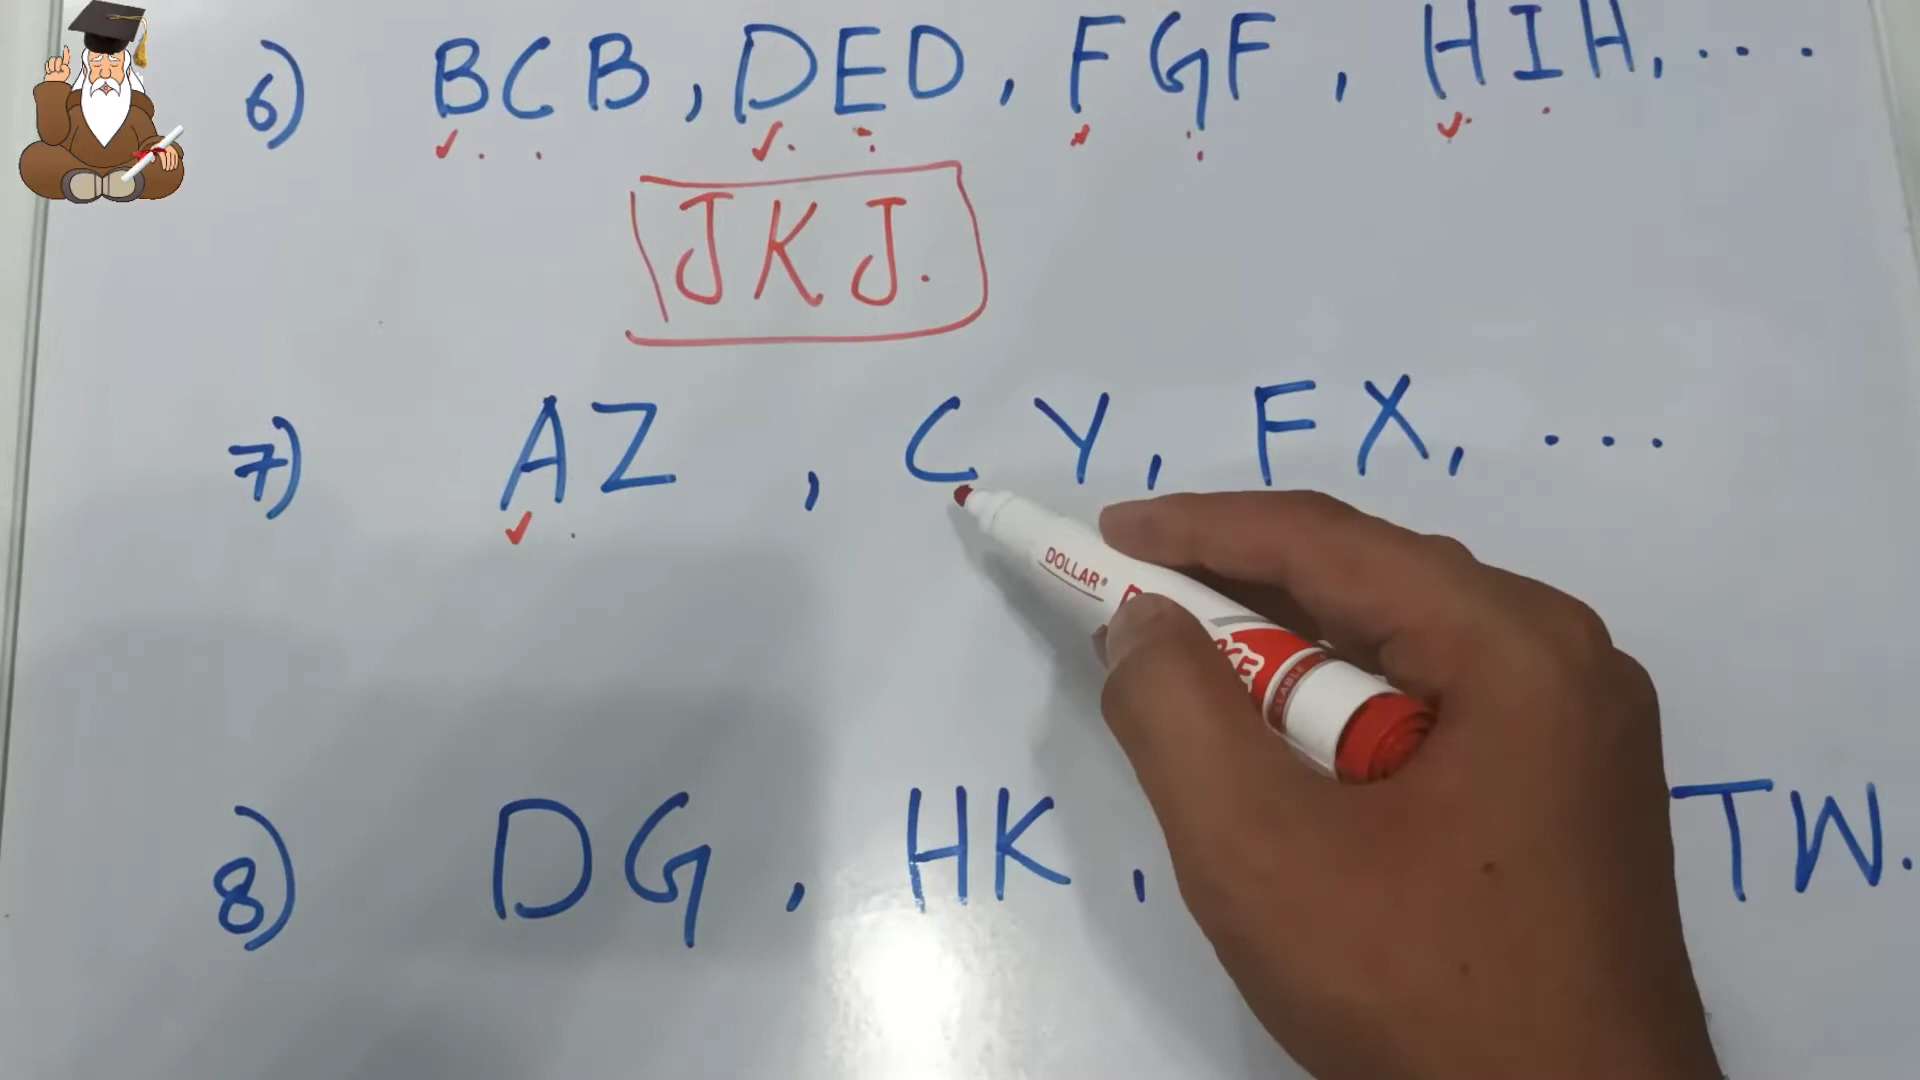 6) BCB, DED, FGF, HIH, ...
JKJ.
7) AZ, CY, FX, ...
DOLLAR
8) DG, HK, TW.